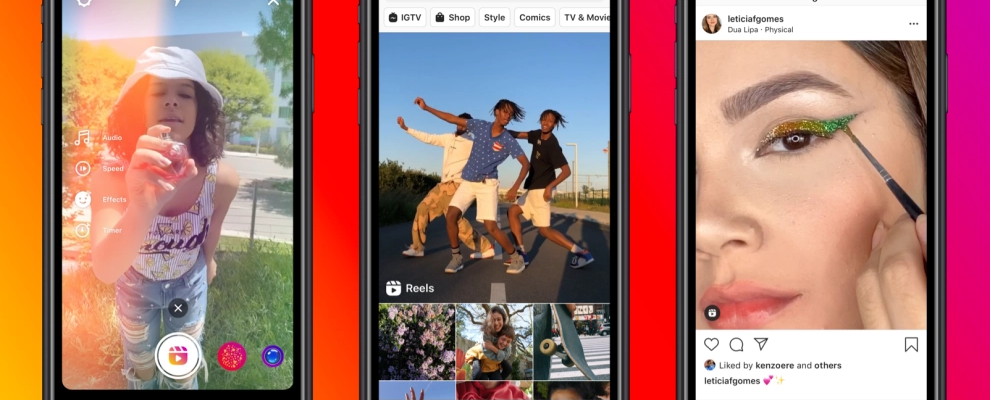 Audio
Speed
Effects
Timer
IGTV
Shop
Style
Comics
TV & Movie
Reels
leticiafgomes
Dua Lipa · Physical
Liked by kenzoere and others
leticiafgomes 💕✨